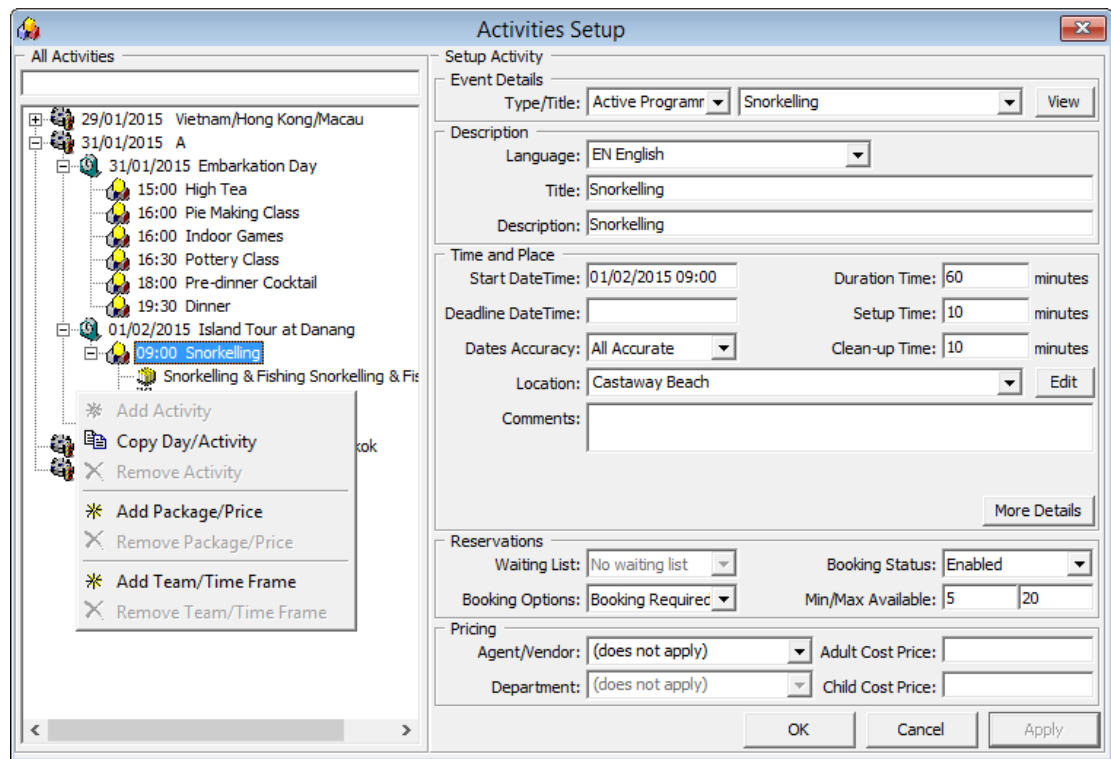 Activities Setup
All Activities
29/01/2015 Vietnam/Hong Kong/Macau
31/01/2015 A
31/01/2015 Embarkation Day
15:00 High Tea
16:00 Pie Making Class
16:00 Indoor Games
16:30 Pottery Class
18:00 Pre-dinner Cocktail
19:30 Dinner
01/02/2015 Island Tour at Danang
09:00 Snorkelling
Snorkelling & Fishing Snorkelling & Fis
kok
Add Activity
Copy Day/Activity
Remove Activity
Add Package/Price
Remove Package/Price
Add Team/Time Frame
Remove Team/Time Frame
Setup Activity
Event Details
Type/Title: Active Programr Snorkelling View
Description
Language: EN English
Title: Snorkelling
Description: Snorkelling
Time and Place
Start DateTime: 01/02/2015 09:00 Duration Time: 60 minutes
Deadline DateTime: Setup Time: 10 minutes
Dates Accuracy: All Accurate Clean-up Time: 10 minutes
Location: Castaway Beach Edit
Comments:
More Details
Reservations
Waiting List: No waiting list Booking Status: Enabled
Booking Options: Booking Required Min/Max Available: 5 20
Pricing
Agent/Vendor: (does not apply) Adult Cost Price:
Department: (does not apply) Child Cost Price:
OK Cancel Apply